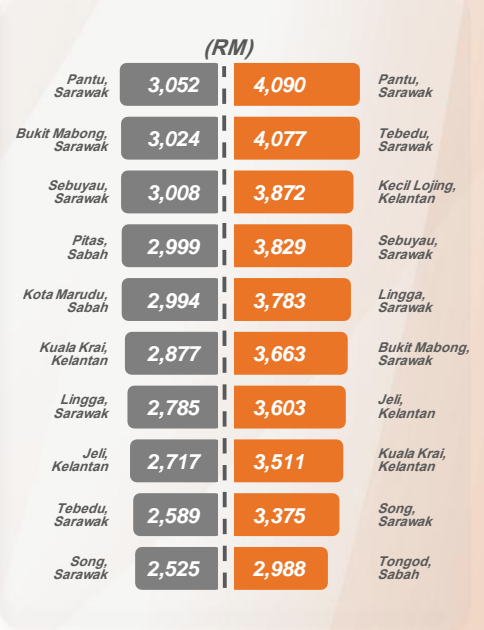 (RM)
Pantu,
Sarawak
3,052
4,090
Pantu,
Sarawak
Bukit Mabong,
Sarawak
3,024
4,077
Tebedu,
Sarawak
Sebuyau,
Sarawak
3,008
3,872
Kecil Lojing,
Kelantan
Pitas,
Sabah
2,999
3,829
Sebuyau,
Sarawak
Kota Marudu,
Sabah
2,994
3,783
Lingga,
Sarawak
Kuala Krai,
Kelantan
2,877
3,663
Bukit Mabong,
Sarawak
Lingga,
Sarawak
2,785
3,603
Jeli,
Kelantan
Jeli,
Kelantan
2,717
3,511
Kuala Krai,
Kelantan
Tebedu,
Sarawak
2,589
3,375
Song,
Sarawak
Song,
Sarawak
2,525
2,988
Tongod,
Sabah